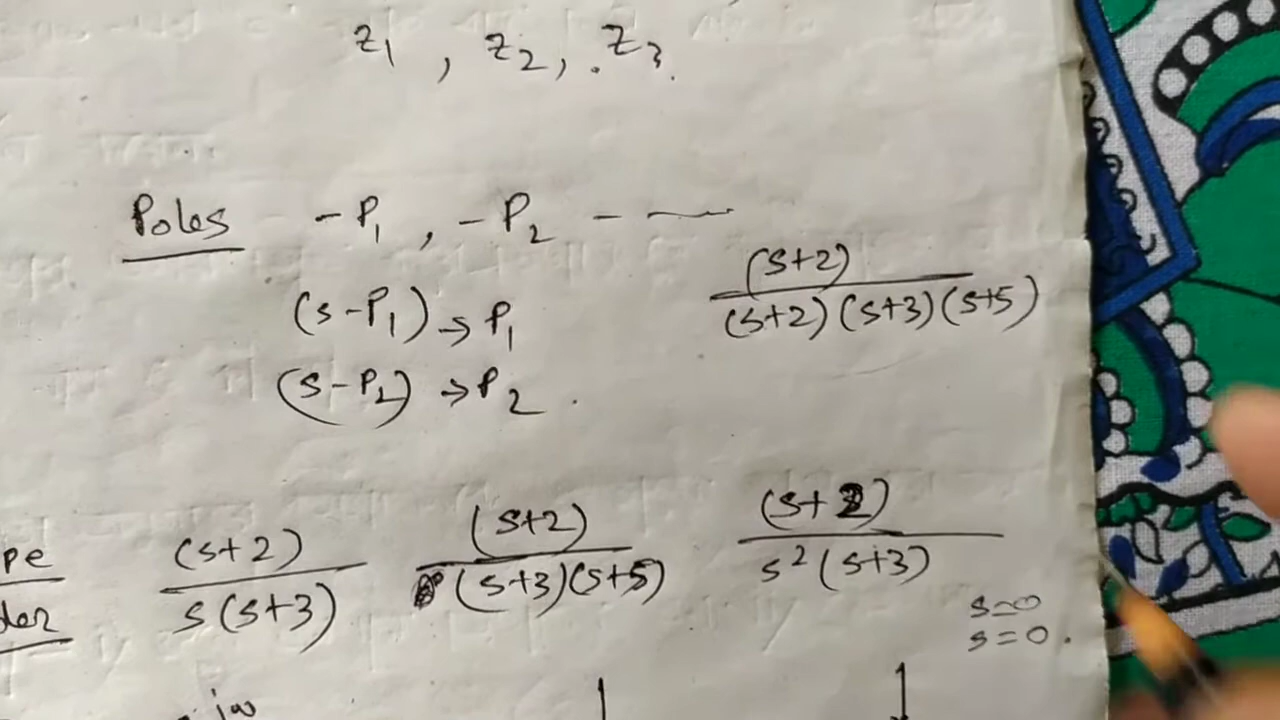 z₁ , z₂, z₃
Poles -P₁ , -P₂ - —
(s-P₁) → P₁
(s-P₂) → P₂ .
(s+2)
(s+2)(s+3)(s+5)
pe
der
(s+2)
s(s+3)
(s+2)
(s+3)(s+5)
(s+2)
s²(s+3)
s=0
s=0.
jω